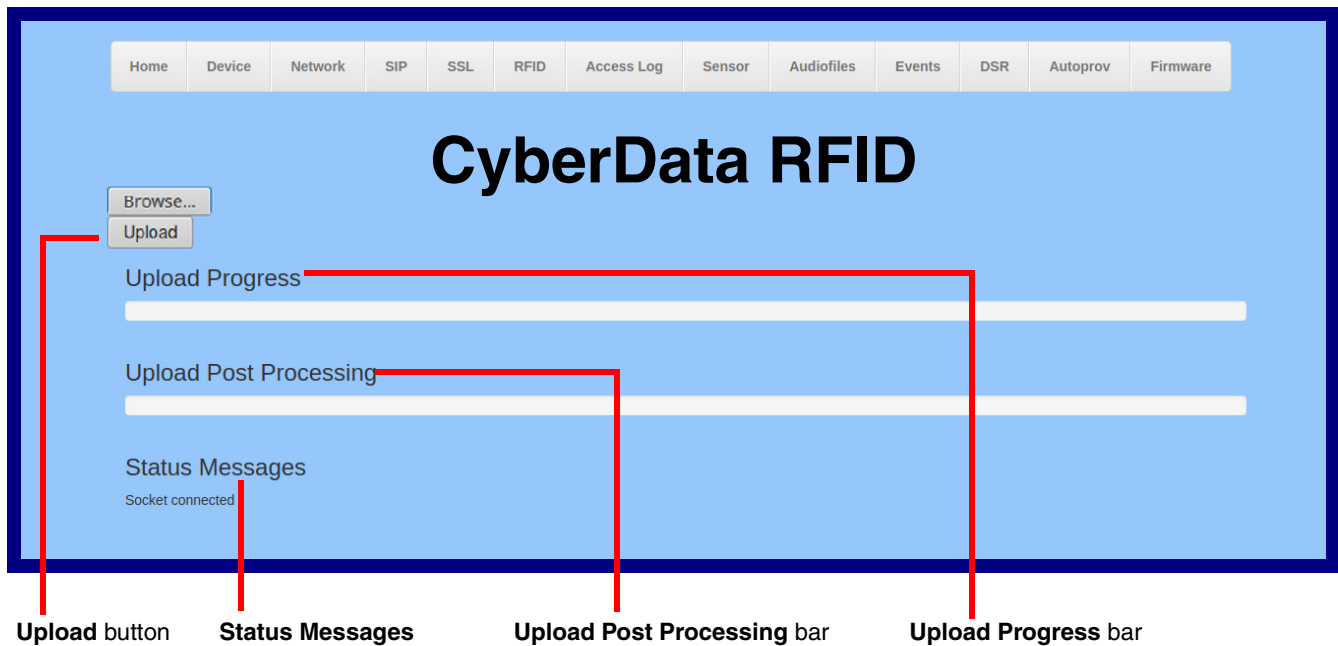 Home Device Network SIP SSL RFID Access Log Sensor Audiofiles Events DSR Autoprov Firmware
CyberData RFID
Browse...
Upload
Upload Progress
Upload Post Processing
Status Messages
Socket connected
Upload button Status Messages Upload Post Processing bar Upload Progress bar